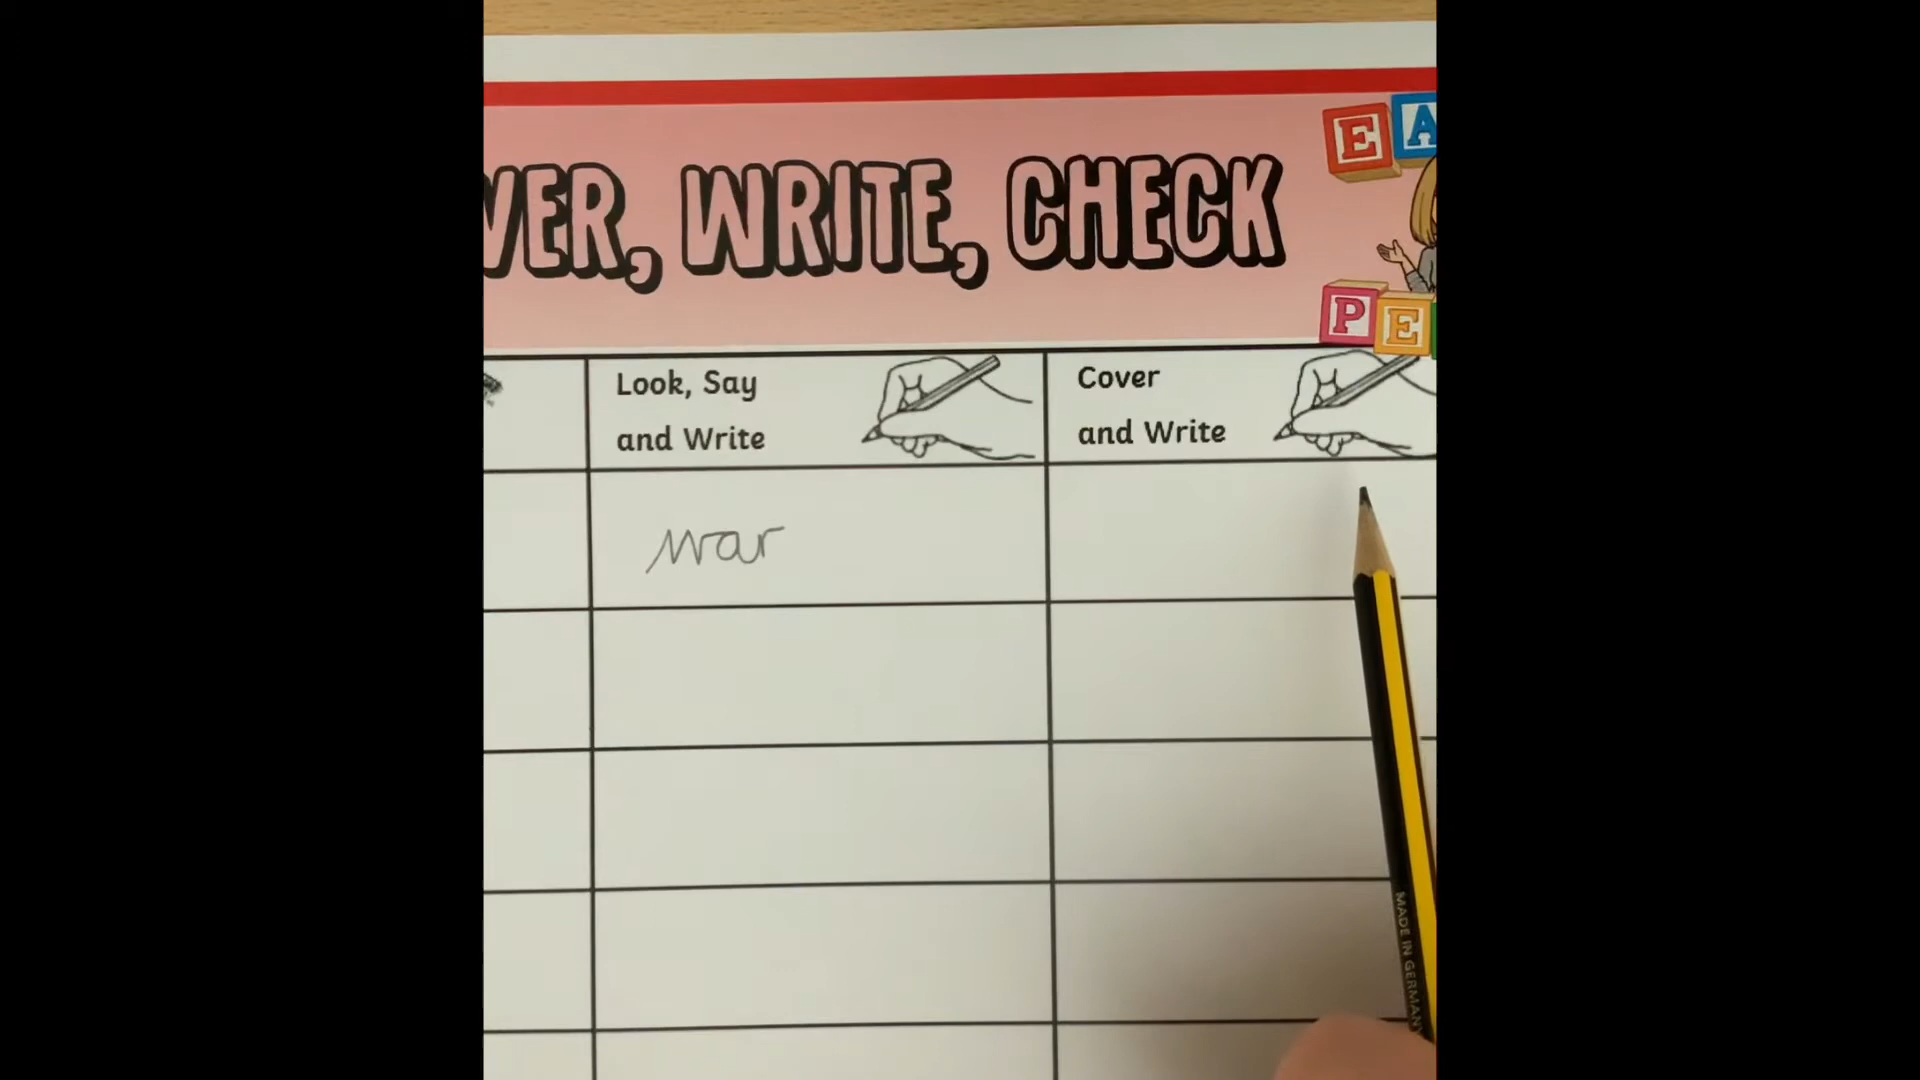 VER, WRITE, CHECK
E A
P E
Look, Say
and Write
Cover
and Write
war
MADE IN GERMANY